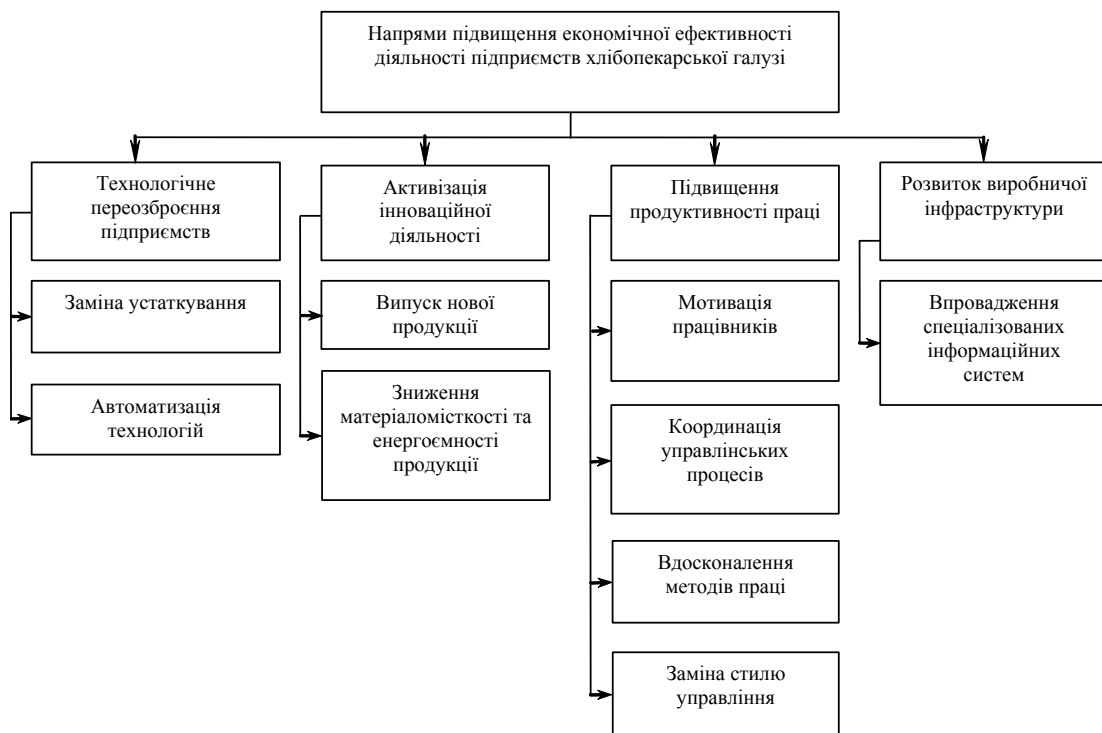 Напрями підвищення економічної ефективності
діяльності підприємств хлібопекарської галузі
Технологічне
переозброєння
підприємств
Заміна устаткування
Автоматизація
технологій
Активізація
інноваційної
діяльності
Випуск нової
продукції
Зниження
матеріаломісткості та
енергоємності
продукції
Підвищення
продуктивності праці
Мотивація
працівників
Координація
управлінських
процесів
Вдосконалення
методів праці
Заміна стилю
управління
Розвиток виробничої
інфраструктури
Впровадження
спеціалізованих
інформаційних
систем